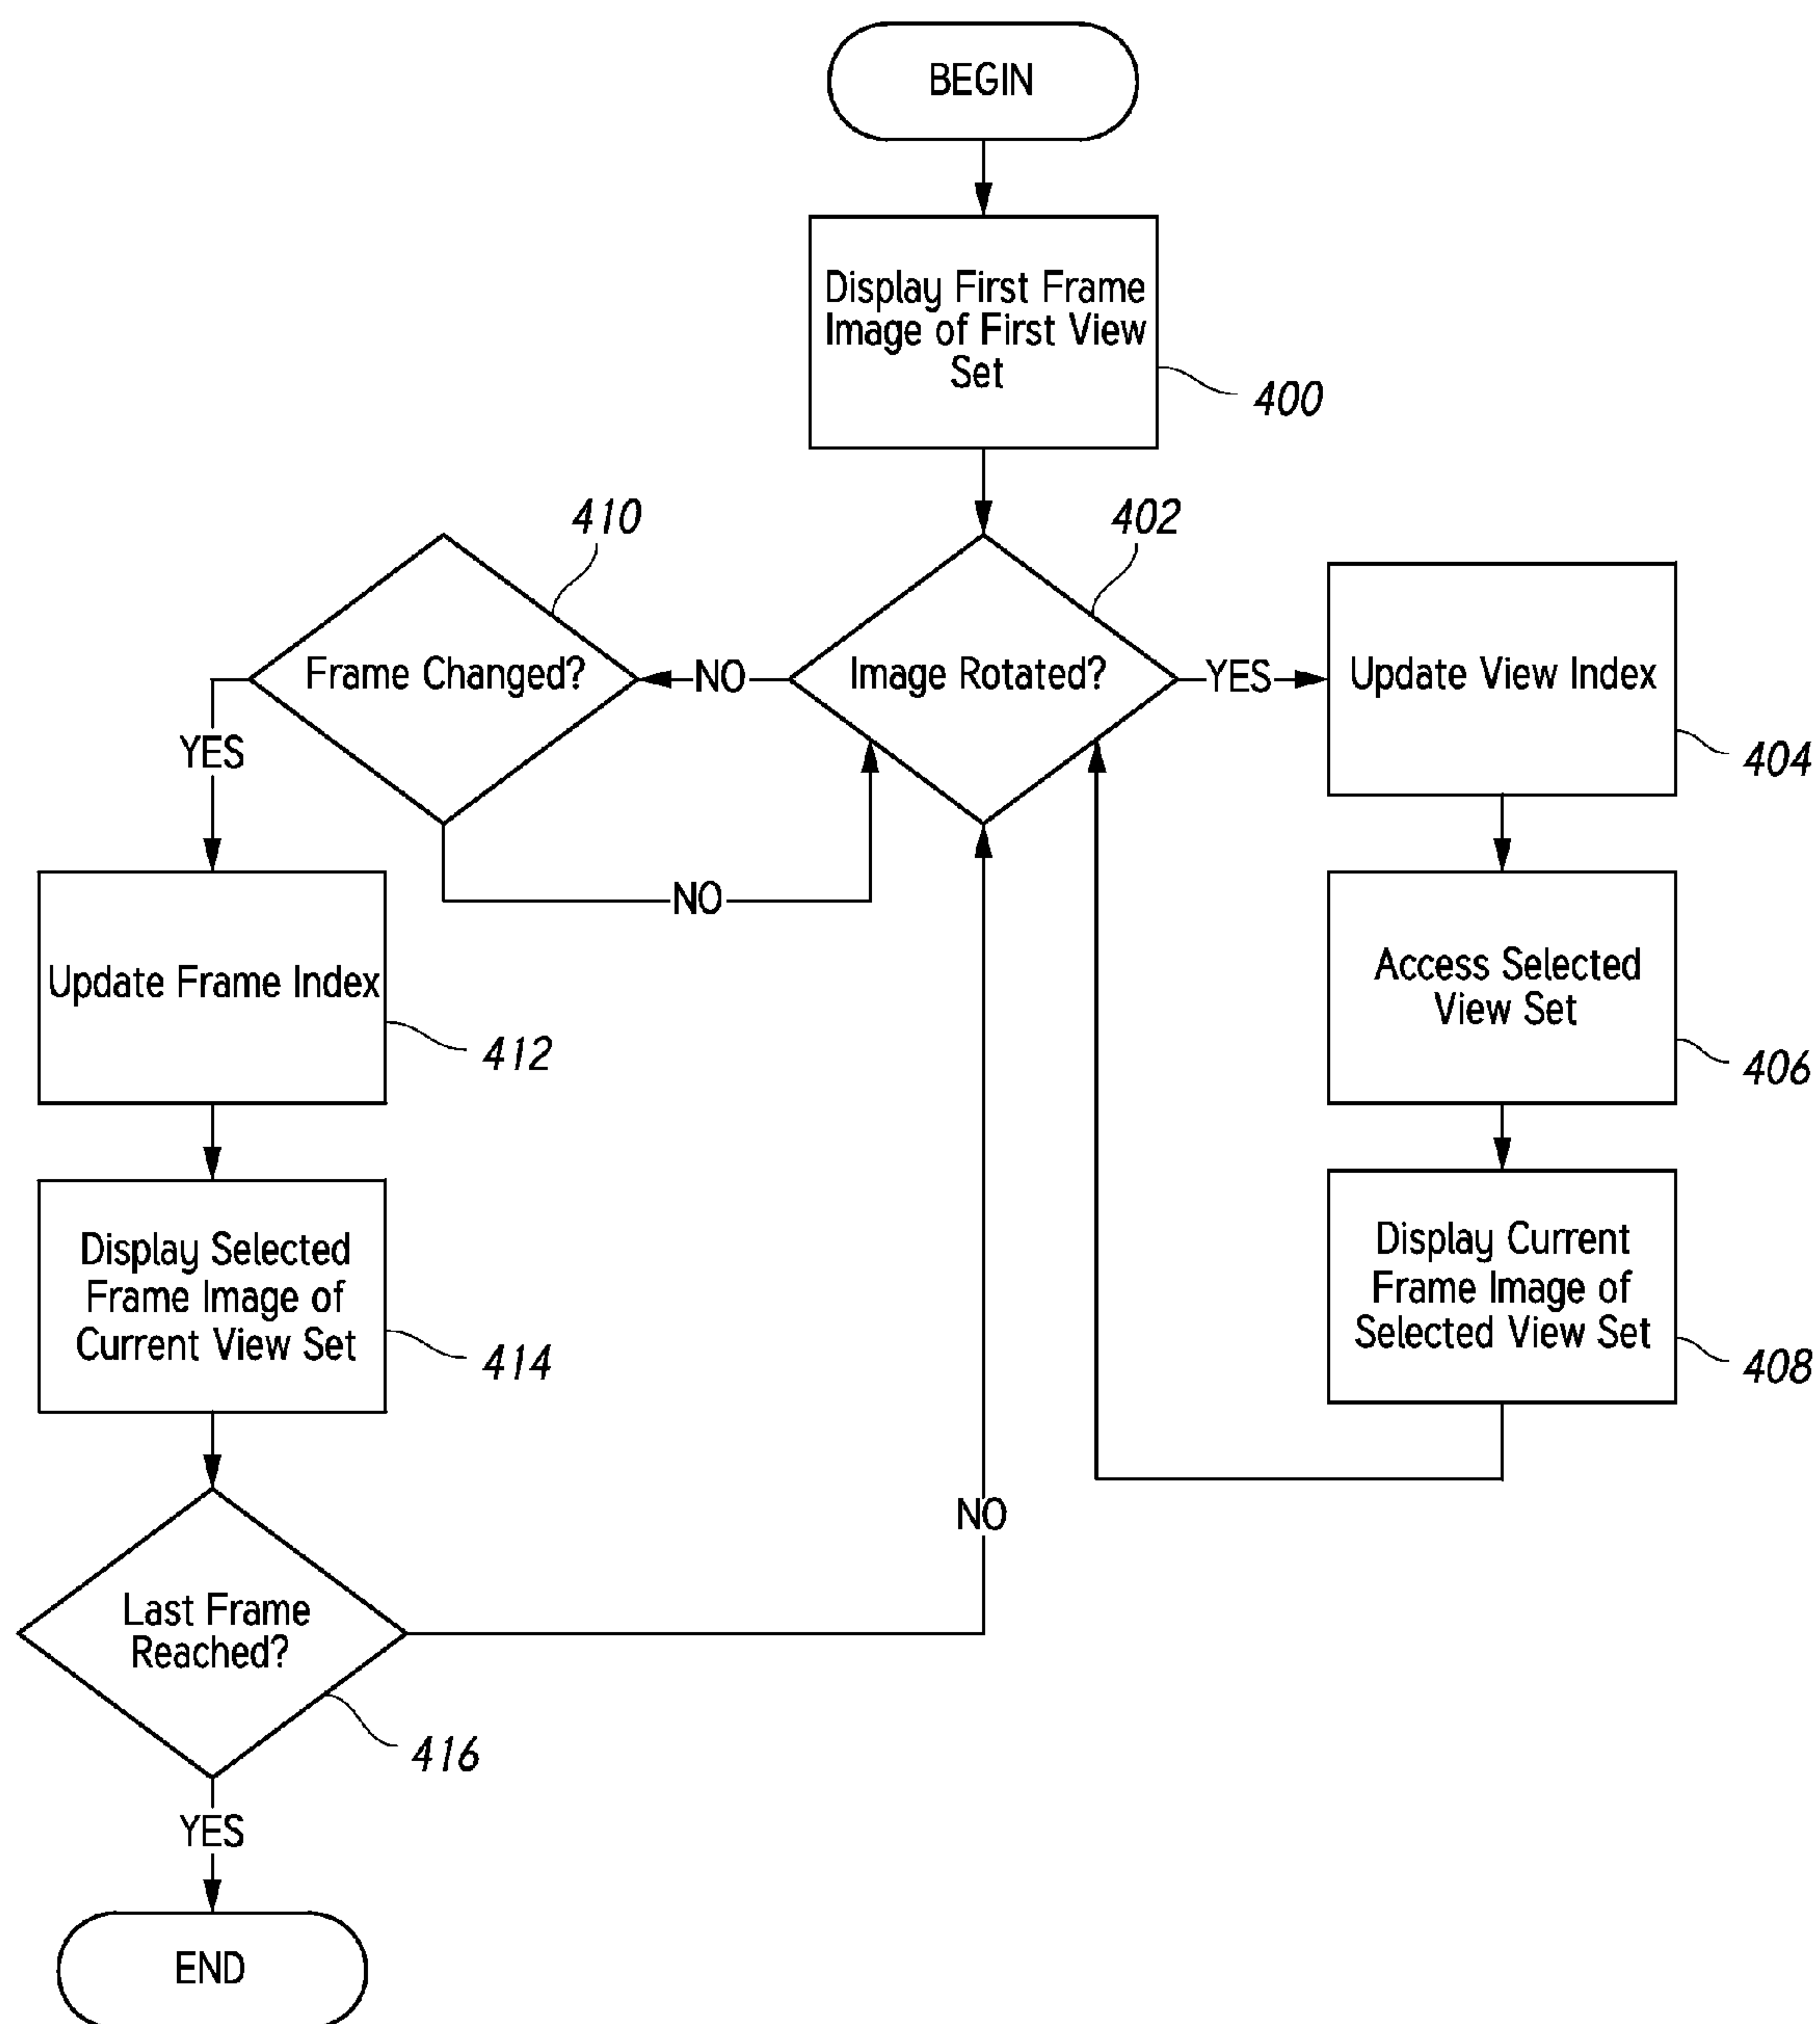 BEGIN
Display First Frame
Image of First View
Set
400
410
402
Frame Changed?
NO
Image Rotated?
YES
Update View Index
404
YES
NO
Update Frame Index
412
Access Selected
View Set
406
Display Selected
Frame Image of
Current View Set
414
Display Current
Frame Image of
Selected View Set
408
NO
Last Frame
Reached?
416
YES
END